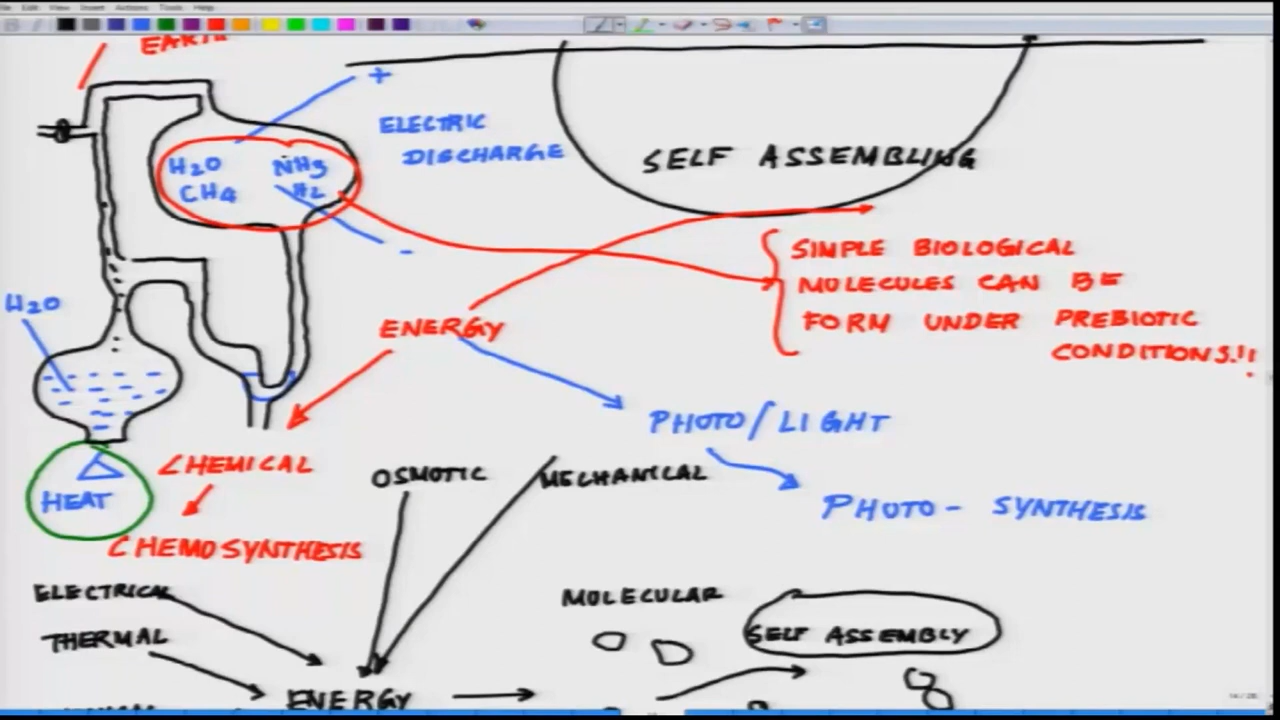 EARTH
+
ELECTRIC
DISCHARGE
H2O NH3
CH4 H2
-
SELF ASSEMBLING
SIMPLE BIOLOGICAL
MOLECULES CAN BE
FORM UNDER PREBIOTIC
CONDITIONS!!
H2O
ENERGY
PHOTO/LIGHT
HEAT
CHEMICAL
OSMOTIC
MECHANICAL
PHOTO - SYNTHESIS
CHEMOSYNTHESIS
ELECTRICAL
MOLECULAR
THERMAL
SELF ASSEMBLY
ENERGY